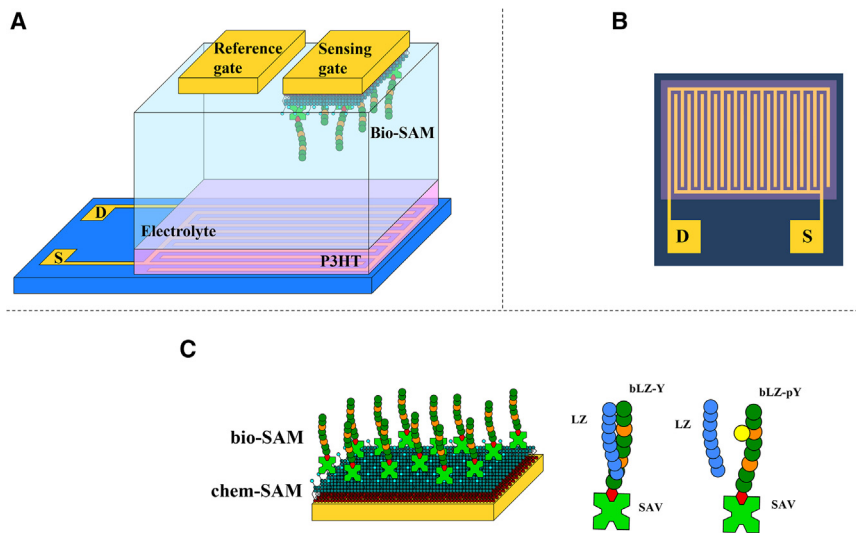 A
Reference
gate
Sensing
gate
Bio-SAM
D
Electrolyte
S
P3HT
B
D
S
C
bio-SAM
chem-SAM
bLZ-Y
LZ
SAV
bLZ-pY
LZ
SAV